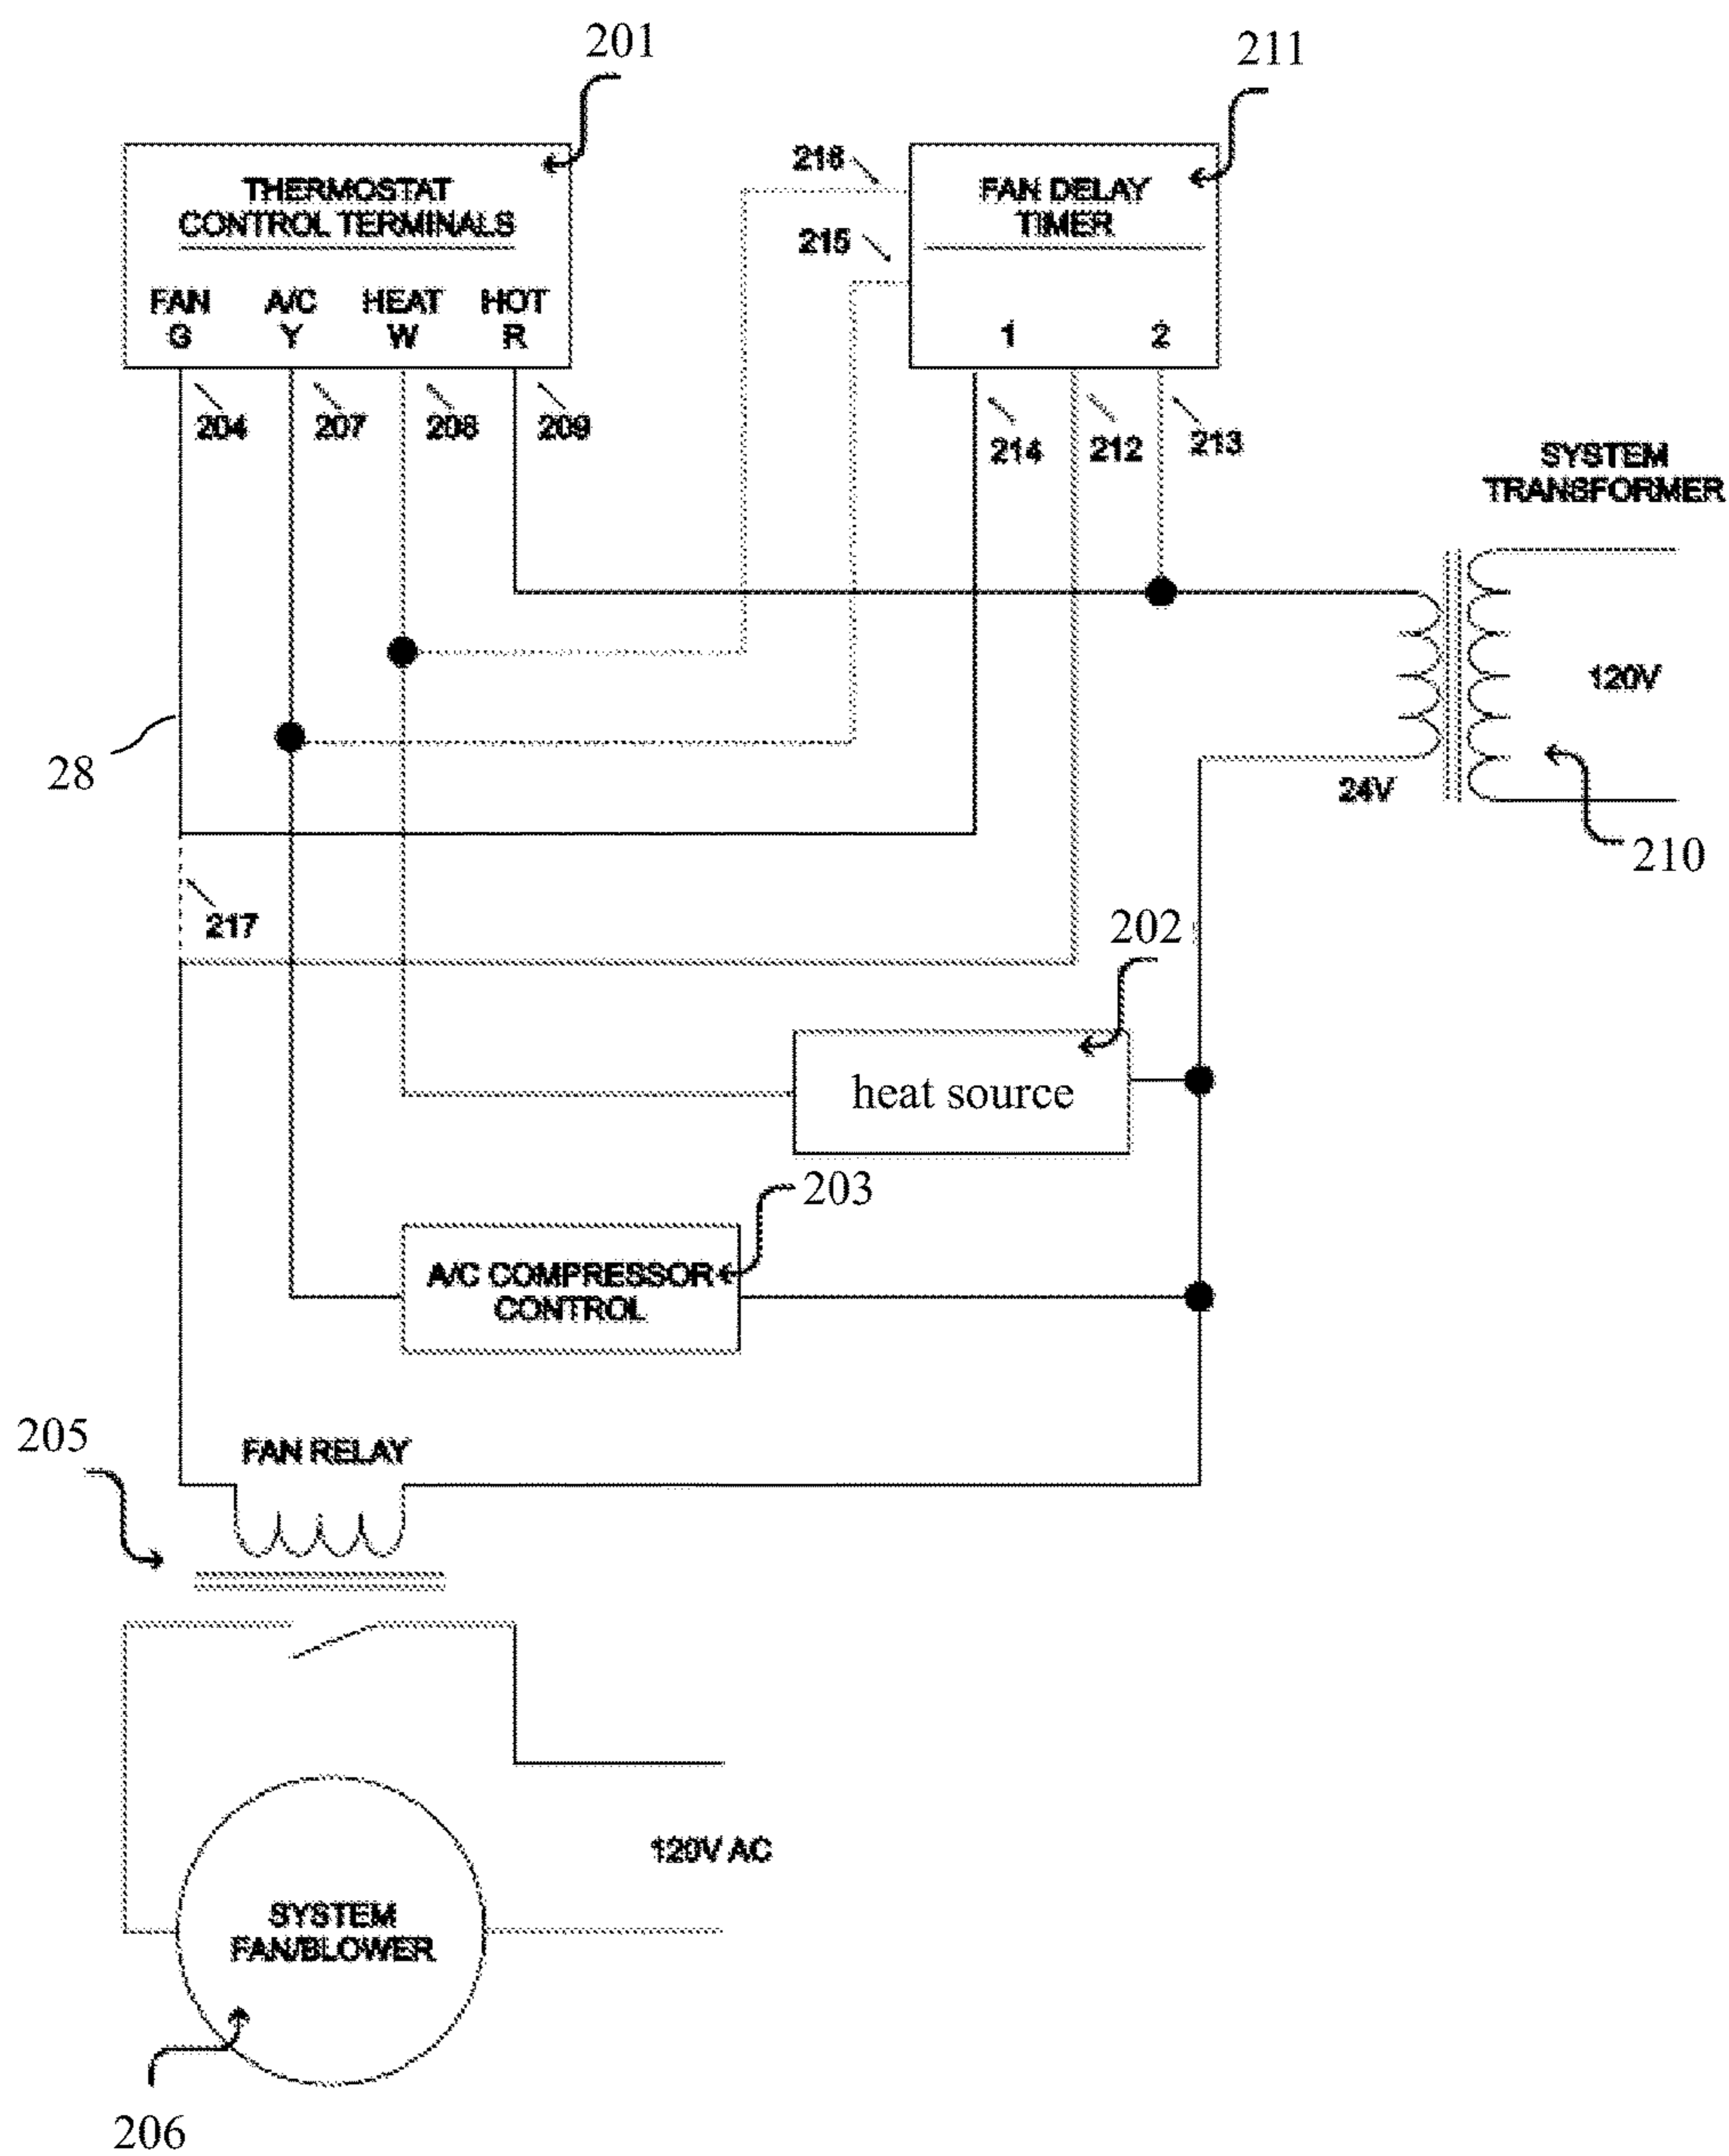 201
211
THERMOSTAT
CONTROL TERMINALS
FAN A/C HEAT HOT
G Y W R
204 207 208 209
216
215
FAN DELAY
TIMER
1 2
214 212 213
SYSTEM
TRANSFORMER
120V
24V
210
28
217
202
heat source
203
A/C COMPRESSOR
CONTROL
205
FAN RELAY
120V AC
SYSTEM
FAN/BLOWER
206